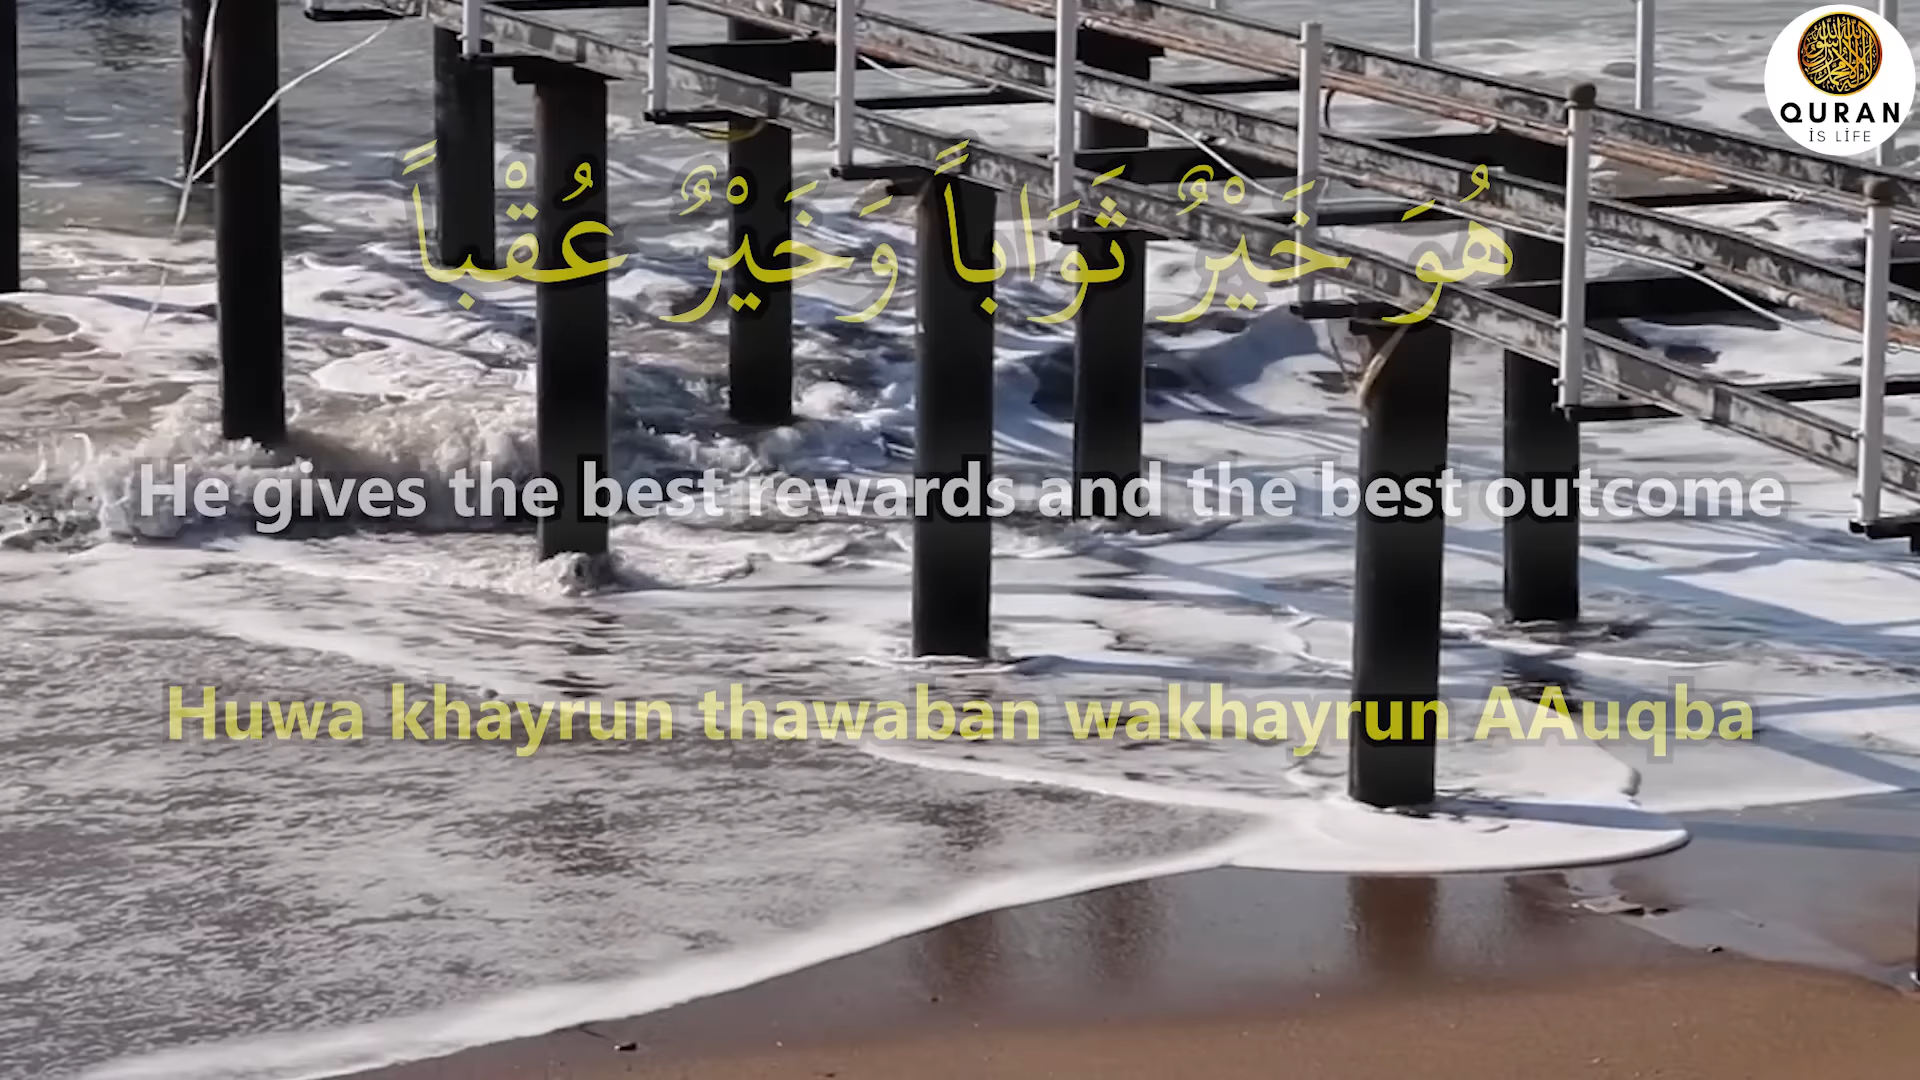 QURAN
İS LİFE
هُوَ خَيْرٌ ثَوَاباً وَخَيْرٌ عُقْباً
He gives the best rewards and the best outcome
Huwa khayrun thawaban wakhayrun AAuqba